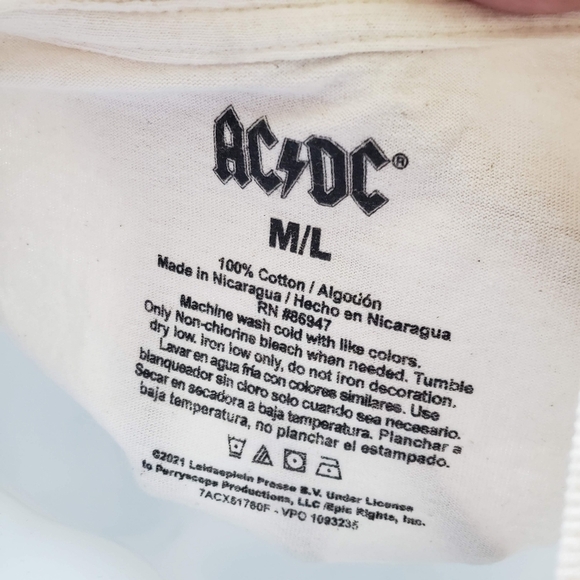 AC⚡DC®
M/L
100% Cotton / Algodón
Made in Nicaragua / Hecho en Nicaragua
RN #86947
Machine wash cold with like colors.
Only Non-chlorine bleach when needed. Tumble
dry low. iron low only, do not iron decoration.
Lavar en agua fria con colores similares. Use
blanqueador sin cloro solo cuando sea necesario.
Secar en secadora a baja temperatura. Planchar a
baja temperatura, no planchar el estampado.
©2021 Leidseplein Presse B.V. Under License
to Perryscope Productions, LLC /Epic Rights, Inc.
7ACX51760F - VPO 1093235